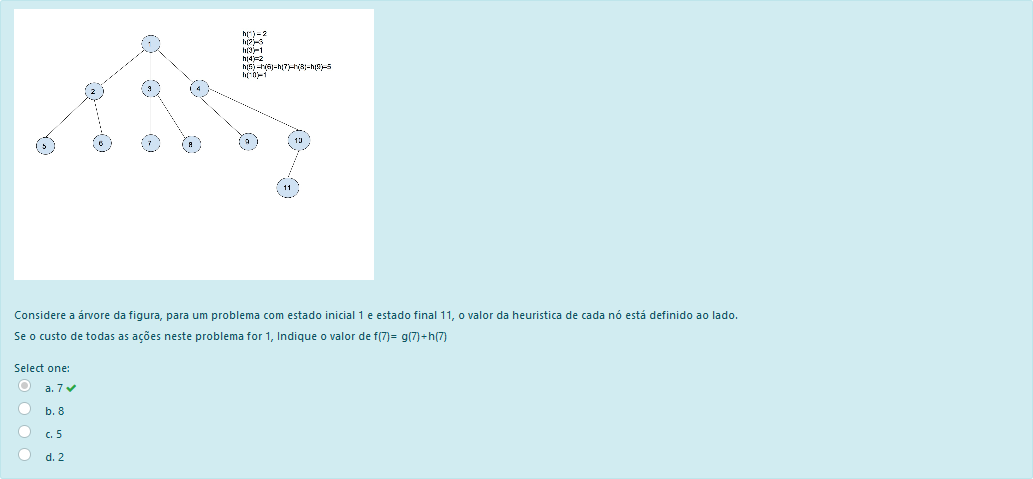 h(1) = 2
h(2)=3
h(3)=1
h(4)=2
h(5) =h(6)=h(7)=h(8)=h(9)=5
h(10)=1
1
2
3
4
5
6
7
8
9
10
11
Considere a árvore da figura, para um problema com estado inicial 1 e estado final 11, o valor da heuristica de cada nó está definido ao lado.
Se o custo de todas as ações neste problema for 1, Indique o valor de f(7)= g(7)+h(7)
Select one:
a. 7
b. 8
c. 5
d. 2